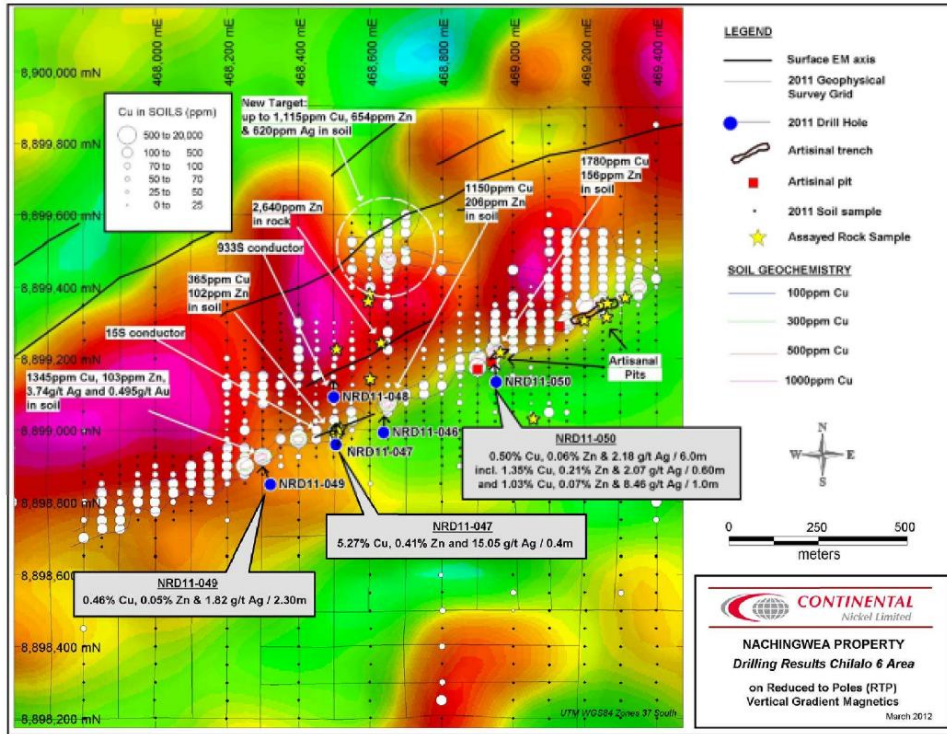 468,000 mE
468,200 mE
468,400 mE
468,600 mE
468,800 mE
469,000 mE
469,200 mE
469,400 mE
8,900,000 mN
8,899,800 mN
8,899,600 mN
8,899,400 mN
8,899,200 mN
8,899,000 mN
8,898,800 mN
8,898,600 mN
8,898,400 mN
8,898,200 mN
Cu in SOILS (ppm)
500 to 20,000
100 to 500
70 to 100
50 to 70
25 to 50
0 to 25
New Target:
up to 1,115ppm Cu, 654ppm Zn
& 620ppm Ag in soil
2,640ppm Zn
in rock
933S conductor
365ppm Cu
102ppm Zn
in soil
15S conductor
1345ppm Cu, 103ppm Zn,
3.74g/t Ag and 0.495g/t Au
in soil
1150ppm Cu
206ppm Zn
in soil
1780ppm Cu
156ppm Zn
in soil
Artisanal
Pits
NRD11-050
NRD11-048
NRD11-046
NRD11-047
NRD11-049
NRD11-050
0.50% Cu, 0.06% Zn & 2.18 g/t Ag / 6.0m
incl. 1.35% Cu, 0.21% Zn & 2.07 g/t Ag / 0.60m
and 1.03% Cu, 0.07% Zn & 8.46 g/t Ag / 1.0m
NRD11-047
5.27% Cu, 0.41% Zn and 15.05 g/t Ag / 0.4m
NRD11-049
0.46% Cu, 0.05% Zn & 1.82 g/t Ag / 2.30m
UTM WGS84 Zones 37 South
LEGEND
Surface EM axis
2011 Geophysical
Survey Grid
2011 Drill Hole
Artisinal trench
Artisinal pit
2011 Soil sample
Assayed Rock Sample
SOIL GEOCHEMISTRY
100ppm Cu
300ppm Cu
500ppm Cu
1000ppm Cu
N
W E
S
0 250 500
meters
CONTINENTAL
Nickel Limited
NACHINGWEA PROPERTY
Drilling Results Chilalo 6 Area
on Reduced to Poles (RTP)
Vertical Gradient Magnetics
March 2012